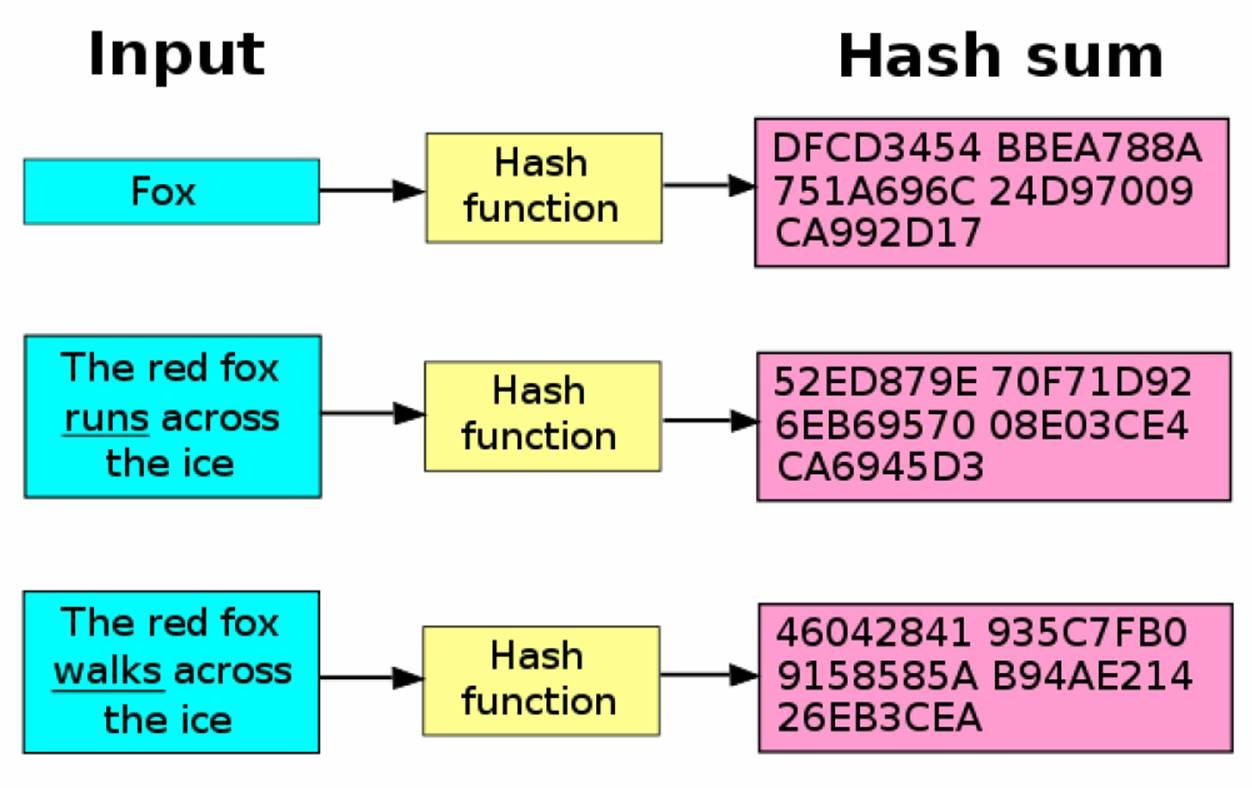 Input
Hash sum
Fox
Hash
function
DFCD3454 BBEA788A
751A696C 24D97009
CA992D17
The red fox
runs across
the ice
Hash
function
52ED879E 70F71D92
6EB69570 08E03CE4
CA6945D3
The red fox
walks across
the ice
Hash
function
46042841 935C7FB0
9158585A B94AE214
26EB3CEA